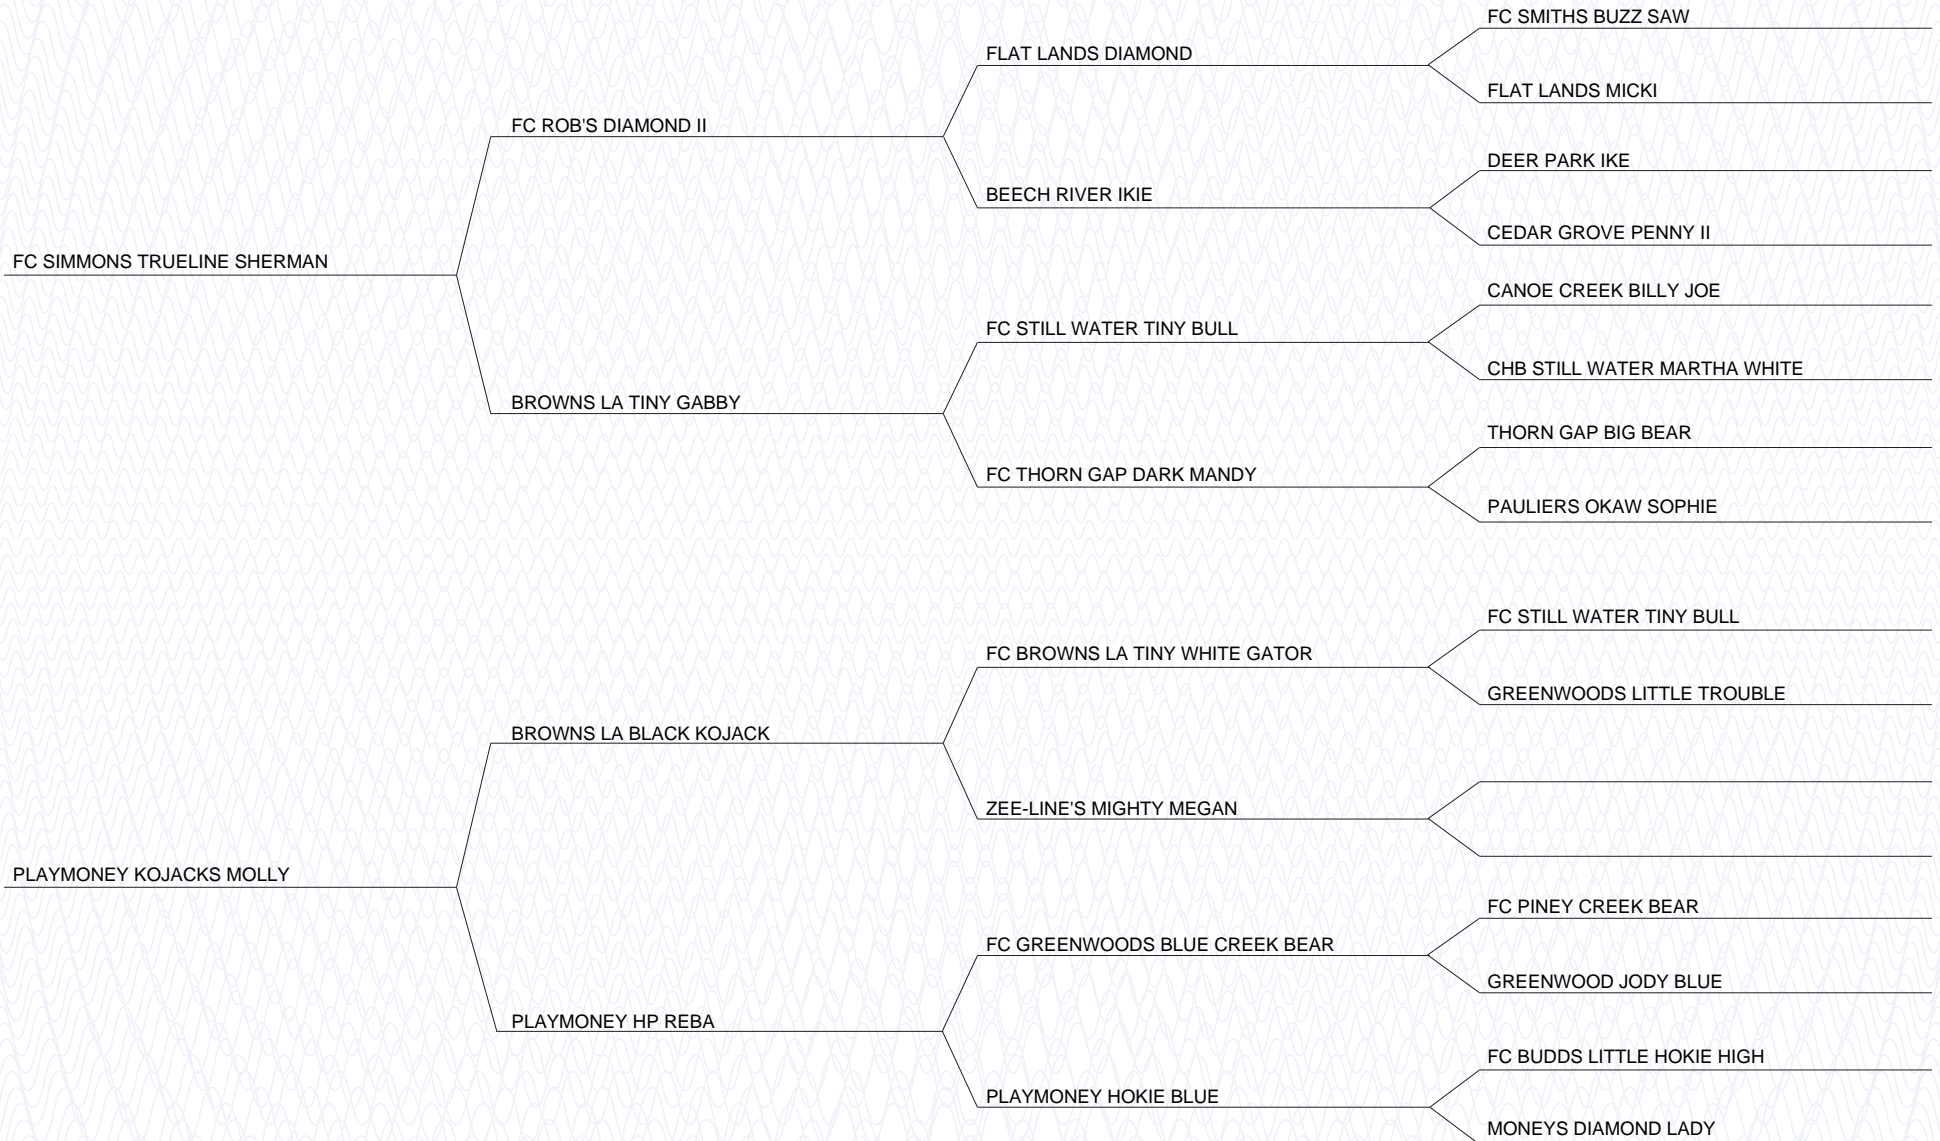 FC SMITHS BUZZ SAW
FLAT LANDS DIAMOND
FLAT LANDS MICKI
FC ROB'S DIAMOND II
DEER PARK IKE
BEECH RIVER IKIE
CEDAR GROVE PENNY II
FC SIMMONS TRUELINE SHERMAN
CANOE CREEK BILLY JOE
FC STILL WATER TINY BULL
CHB STILL WATER MARTHA WHITE
BROWNS LA TINY GABBY
THORN GAP BIG BEAR
FC THORN GAP DARK MANDY
PAULIERS OKAW SOPHIE
FC STILL WATER TINY BULL
FC BROWNS LA TINY WHITE GATOR
GREENWOODS LITTLE TROUBLE
BROWNS LA BLACK KOJACK
ZEE-LINE'S MIGHTY MEGAN
PLAYMONEY KOJACKS MOLLY
FC PINEY CREEK BEAR
FC GREENWOODS BLUE CREEK BEAR
GREENWOOD JODY BLUE
PLAYMONEY HP REBA
FC BUDDS LITTLE HOKIE HIGH
PLAYMONEY HOKIE BLUE
MONEYS DIAMOND LADY